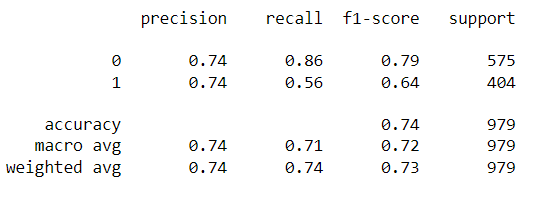 precision recall f1-score support
0 0.74 0.86 0.79 575
1 0.74 0.56 0.64 404
accuracy 0.74 979
macro avg 0.74 0.71 0.72 979
weighted avg 0.74 0.74 0.73 979